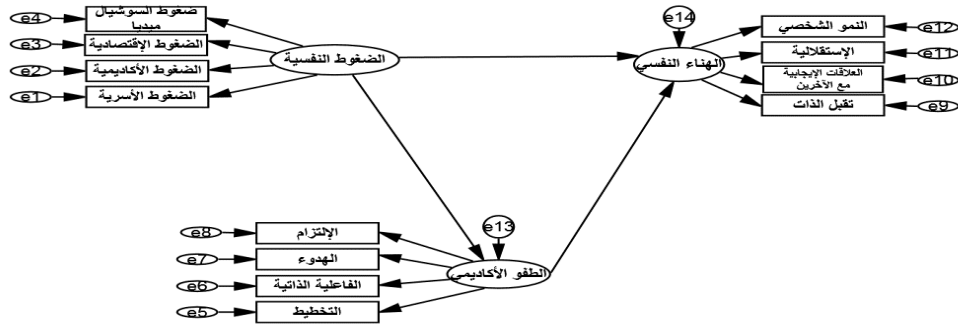 e4
ضغوط السوشيال
ميديا
e3
الضغوط الإقتصادية
e2
الضغوط الأكاديمية
e1
الضغوط الأسرية
الضغوط النفسية
e14
الهناء النفسي
النمو الشخصي
e12
الإستقلالية
e11
العلاقات الإيجابية
مع الآخرين
e10
تقبل الذات
e9
e8
الإلتزام
e7
الهدوء
e6
الفاعلية الذاتية
e5
التخطيط
e13
الطفو الأكاديمي